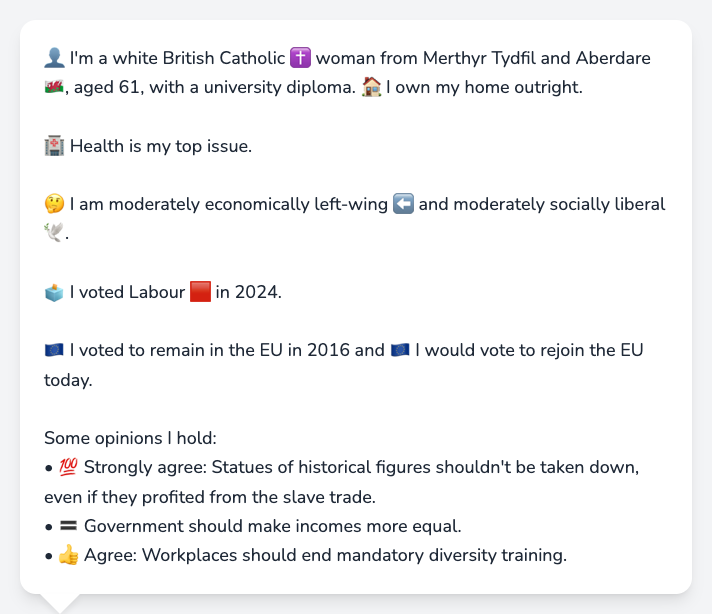 👤 I'm a white British Catholic ✝️ woman from Merthyr Tydfil and Aberdare
🏴󠁧󠁢󠁷󠁬󠁳󠁿, aged 61, with a university diploma. 🏠 I own my home outright.
🏥 Health is my top issue.
🤔 I am moderately economically left-wing ⬅️ and moderately socially liberal
🕊️.
🗳️ I voted Labour 🟥 in 2024.
🇪🇺 I voted to remain in the EU in 2016 and 🇪🇺 I would vote to rejoin the EU
today.
Some opinions I hold:
• 💯 Strongly agree: Statues of historical figures shouldn't be taken down,
even if they profited from the slave trade.
• 🟰 Government should make incomes more equal.
• 👍 Agree: Workplaces should end mandatory diversity training.